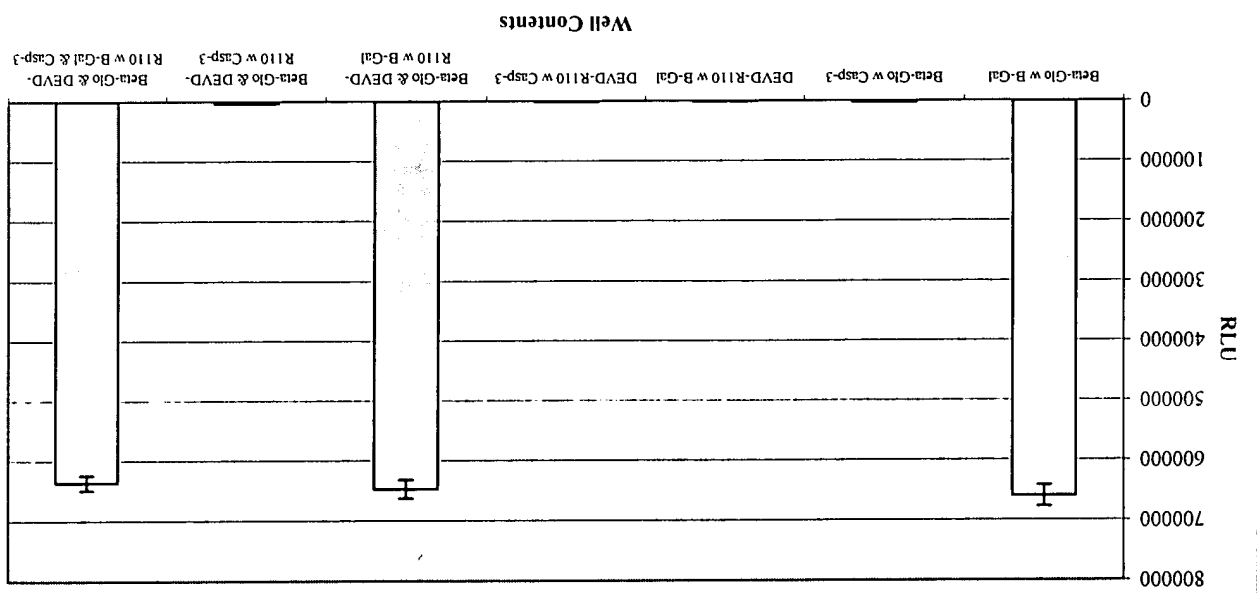 800000
700000
600000
500000
400000
300000
200000
100000
0
RLU
Beta-Glo w B-Gal
Beta-Glo w Casp-3
DEVD-R110 w B-Gal
DEVD-R110 w Casp-3
Beta-Glo & DEVD-
R110 w B-Gal
Beta-Glo & DEVD-
R110 w Casp-3
Beta-Glo & DEVD-
R110 w B-Gal & Casp-3
Well Contents